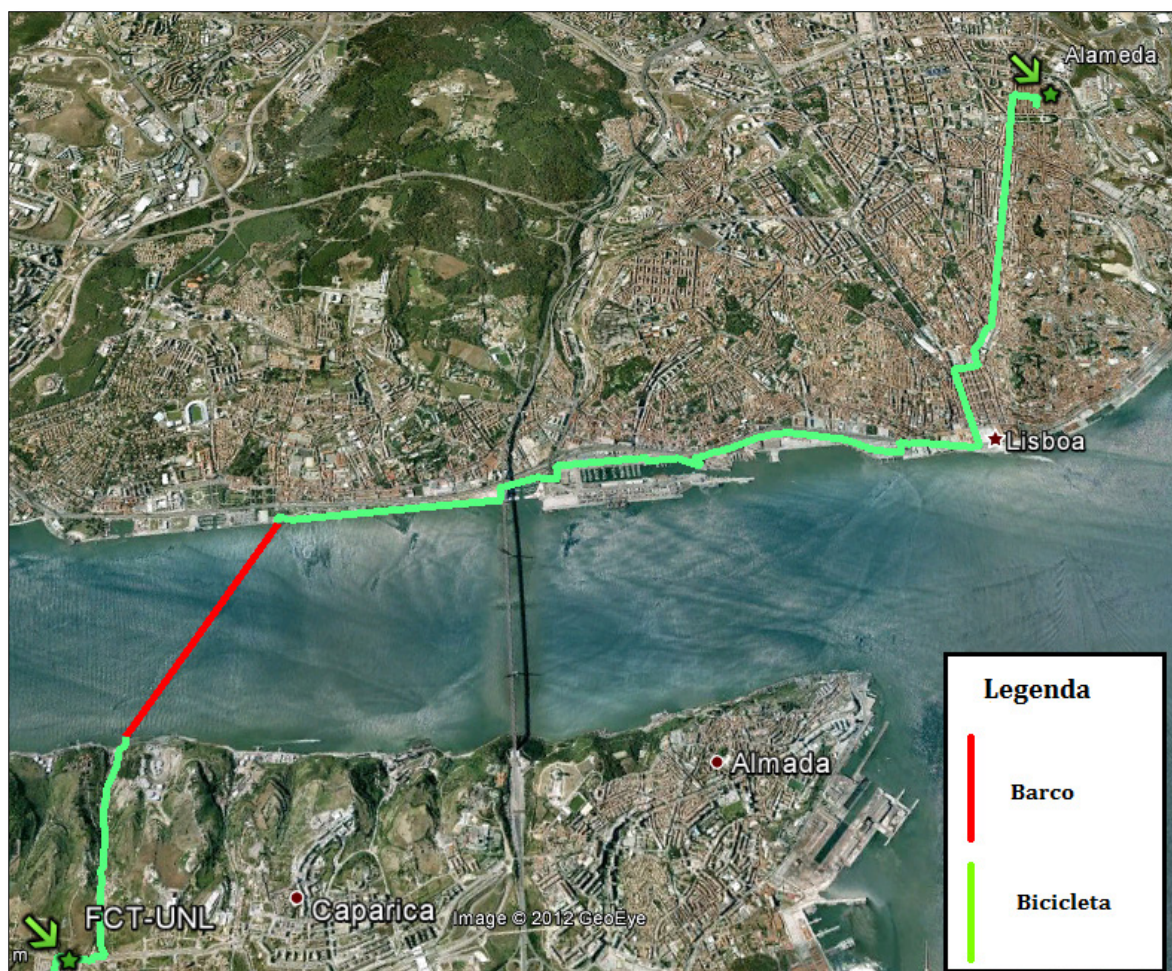 Alameda
Lisboa
Legenda
Almada
Barco
FCT-UNL
Caparica
Image © 2012 GeoEye
Bicicleta
m